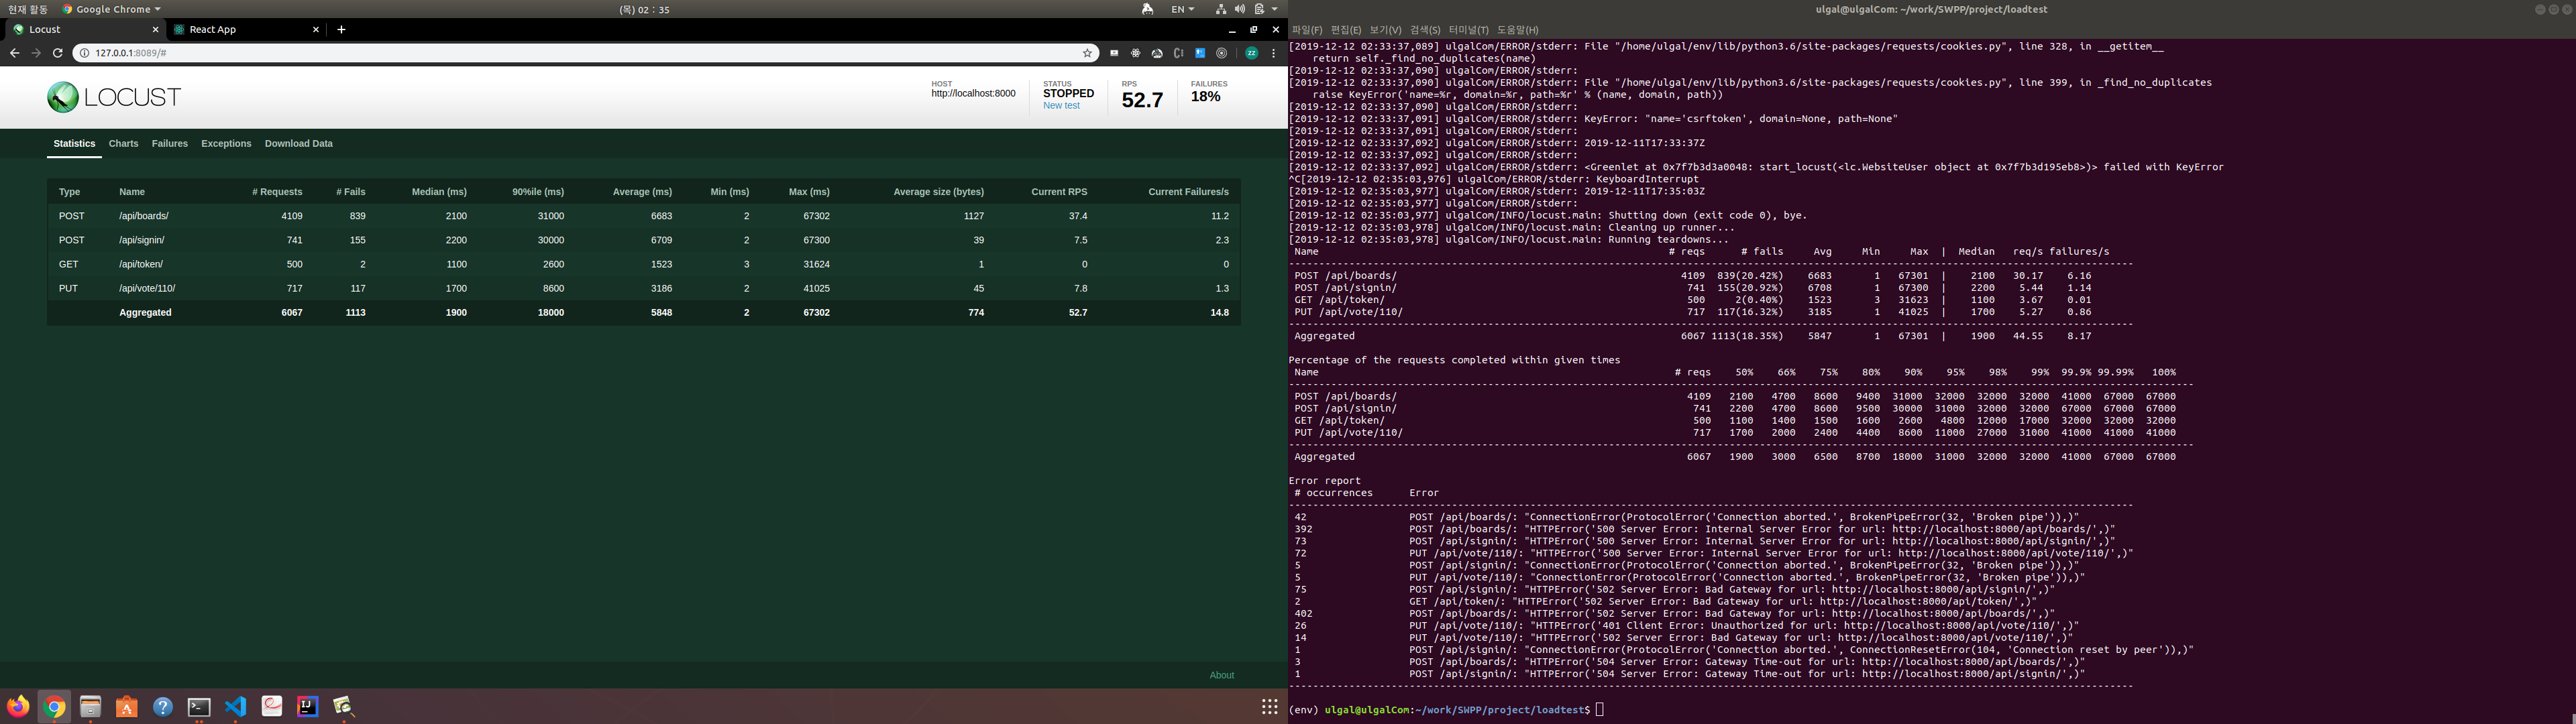 현재 활동 Google Chrome (목) 02 : 35 EN
Locust React App
127.0.0.1:8089/#
LOCUST
HOST
http://localhost:8000
STATUS
STOPPED
New test
RPS
52.7
FAILURES
18%
Statistics Charts Failures Exceptions Download Data
Type Name # Requests # Fails Median (ms) 90%ile (ms) Average (ms) Min (ms) Max (ms) Average size (bytes) Current RPS Current Failures/s
POST /api/boards/ 4109 839 2100 31000 6683 2 67302 1127 37.4 11.2
POST /api/signin/ 741 155 2200 30000 6709 2 67300 39 7.5 2.3
GET /api/token/ 500 2 1100 2600 1523 3 31624 1 0 0
PUT /api/vote/110/ 717 117 1700 8600 3186 2 41025 45 7.8 1.3
Aggregated 6067 1113 1900 18000 5848 2 67302 774 52.7 14.8
About
ulgal@ulgalCom: ~/work/SWPP/project/loadtest
파일(F) 편집(E) 보기(V) 검색(S) 터미널(T) 도움말(H)
[2019-12-12 02:33:37,089] ulgalCom/ERROR/stderr: File "/home/ulgal/env/lib/python3.6/site-packages/requests/cookies.py", line 328, in __getitem__
return self._find_no_duplicates(name)
[2019-12-12 02:33:37,090] ulgalCom/ERROR/stderr:
[2019-12-12 02:33:37,090] ulgalCom/ERROR/stderr: File "/home/ulgal/env/lib/python3.6/site-packages/requests/cookies.py", line 399, in _find_no_duplicates
raise KeyError('name=%r, domain=%r, path=%r' % (name, domain, path))
[2019-12-12 02:33:37,090] ulgalCom/ERROR/stderr:
[2019-12-12 02:33:37,091] ulgalCom/ERROR/stderr: KeyError: "name='csrftoken', domain=None, path=None"
[2019-12-12 02:33:37,091] ulgalCom/ERROR/stderr:
[2019-12-12 02:33:37,092] ulgalCom/ERROR/stderr: 2019-12-11T17:33:37Z
[2019-12-12 02:33:37,092] ulgalCom/ERROR/stderr:
[2019-12-12 02:33:37,092] ulgalCom/ERROR/stderr: <Greenlet at 0x7f7b3d3a0048: start_locust(<lc.WebsiteUser object at 0x7f7b3d195eb8>)> failed with KeyError
^C[2019-12-12 02:35:03,976] ulgalCom/ERROR/stderr: KeyboardInterrupt
[2019-12-12 02:35:03,977] ulgalCom/ERROR/stderr: 2019-12-11T17:35:03Z
[2019-12-12 02:35:03,977] ulgalCom/ERROR/stderr:
[2019-12-12 02:35:03,977] ulgalCom/INFO/locust.main: Shutting down (exit code 0), bye.
[2019-12-12 02:35:03,978] ulgalCom/INFO/locust.main: Cleaning up runner...
[2019-12-12 02:35:03,978] ulgalCom/INFO/locust.main: Running teardowns...
Name # reqs # fails Avg Min Max | Median req/s failures/s
POST /api/boards/ 4109 839(20.42%) 6683 1 67301 | 2100 30.17 6.16
POST /api/signin/ 741 155(20.92%) 6708 1 67300 | 2200 5.44 1.14
GET /api/token/ 500 2(0.40%) 1523 3 31623 | 1100 3.67 0.01
PUT /api/vote/110/ 717 117(16.32%) 3185 1 41025 | 1700 5.27 0.86
Aggregated 6067 1113(18.35%) 5847 1 67301 | 1900 44.55 8.17
Percentage of the requests completed within given times
Name # reqs 50% 66% 75% 80% 90% 95% 98% 99% 99.9% 99.99% 100%
POST /api/boards/ 4109 2100 4700 8600 9400 31000 32000 32000 32000 41000 67000 67000
POST /api/signin/ 741 2200 4700 8600 9500 30000 31000 32000 32000 67000 67000 67000
GET /api/token/ 500 1100 1400 1500 1600 2600 4800 12000 17000 32000 32000 32000
PUT /api/vote/110/ 717 1700 2000 2400 4400 8600 11000 27000 31000 41000 41000 41000
Aggregated 6067 1900 3000 6500 8700 18000 31000 32000 32000 41000 67000 67000
Error report
# occurrences Error
42 POST /api/boards/: "ConnectionError(ProtocolError('Connection aborted.', BrokenPipeError(32, 'Broken pipe')),)"
392 POST /api/boards/: "HTTPError('500 Server Error: Internal Server Error for url: http://localhost:8000/api/boards/',)"
73 POST /api/signin/: "HTTPError('500 Server Error: Internal Server Error for url: http://localhost:8000/api/signin/',)"
72 PUT /api/vote/110/: "HTTPError('500 Server Error: Internal Server Error for url: http://localhost:8000/api/vote/110/',)"
5 POST /api/signin/: "ConnectionError(ProtocolError('Connection aborted.', BrokenPipeError(32, 'Broken pipe')),)"
5 PUT /api/vote/110/: "ConnectionError(ProtocolError('Connection aborted.', BrokenPipeError(32, 'Broken pipe')),)"
75 POST /api/signin/: "HTTPError('502 Server Error: Bad Gateway for url: http://localhost:8000/api/signin/',)"
2 GET /api/token/: "HTTPError('502 Server Error: Bad Gateway for url: http://localhost:8000/api/token/',)"
402 POST /api/boards/: "HTTPError('502 Server Error: Bad Gateway for url: http://localhost:8000/api/boards/',)"
26 PUT /api/vote/110/: "HTTPError('401 Client Error: Unauthorized for url: http://localhost:8000/api/vote/110/',)"
14 PUT /api/vote/110/: "HTTPError('502 Server Error: Bad Gateway for url: http://localhost:8000/api/vote/110/',)"
1 POST /api/signin/: "ConnectionError(ProtocolError('Connection aborted.', ConnectionResetError(104, 'Connection reset by peer')),)"
3 POST /api/boards/: "HTTPError('504 Server Error: Gateway Time-out for url: http://localhost:8000/api/boards/',)"
1 POST /api/signin/: "HTTPError('504 Server Error: Gateway Time-out for url: http://localhost:8000/api/signin/',)"
(env) ulgal@ulgalCom:~/work/SWPP/project/loadtest$